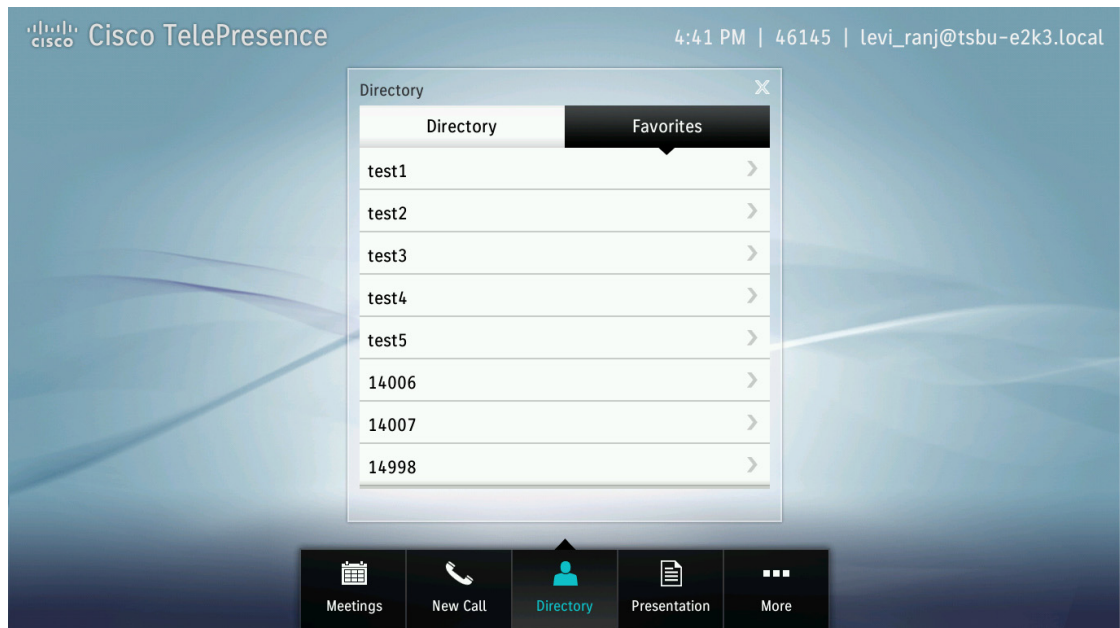 cisco Cisco TelePresence
4:41 PM | 46145 | levi_ranj@tsbu-e2k3.local
Directory
Directory Favorites
test1
test2
test3
test4
test5
14006
14007
14998
Meetings New Call Directory Presentation More